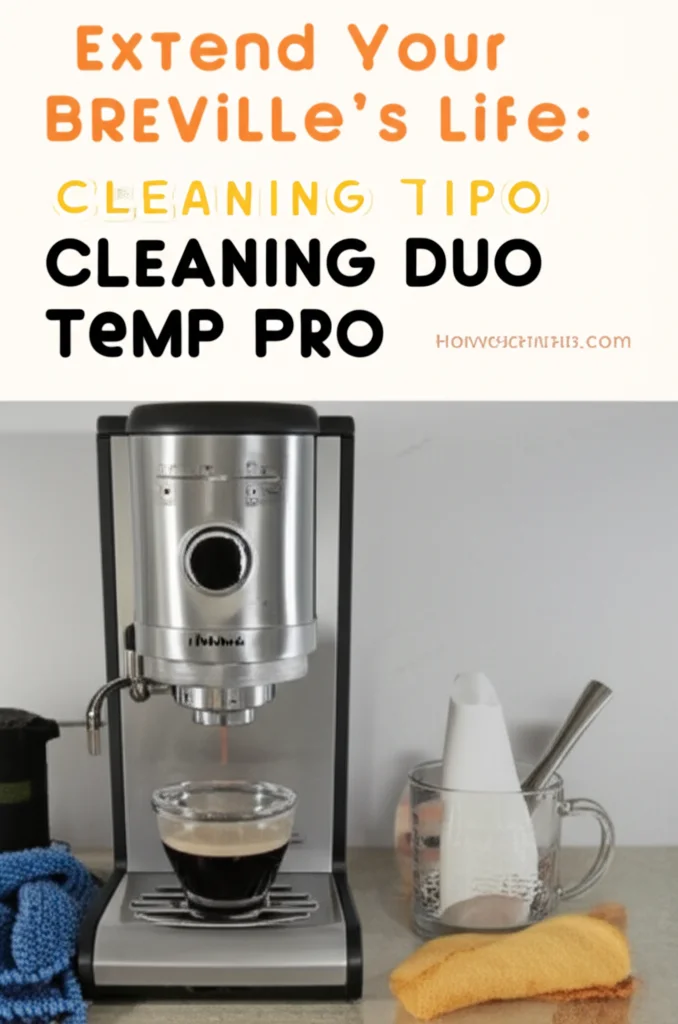 Extend Your
BREVille's Life:
CLEANING TIPO
CLEANING DUO
TeMP PRO